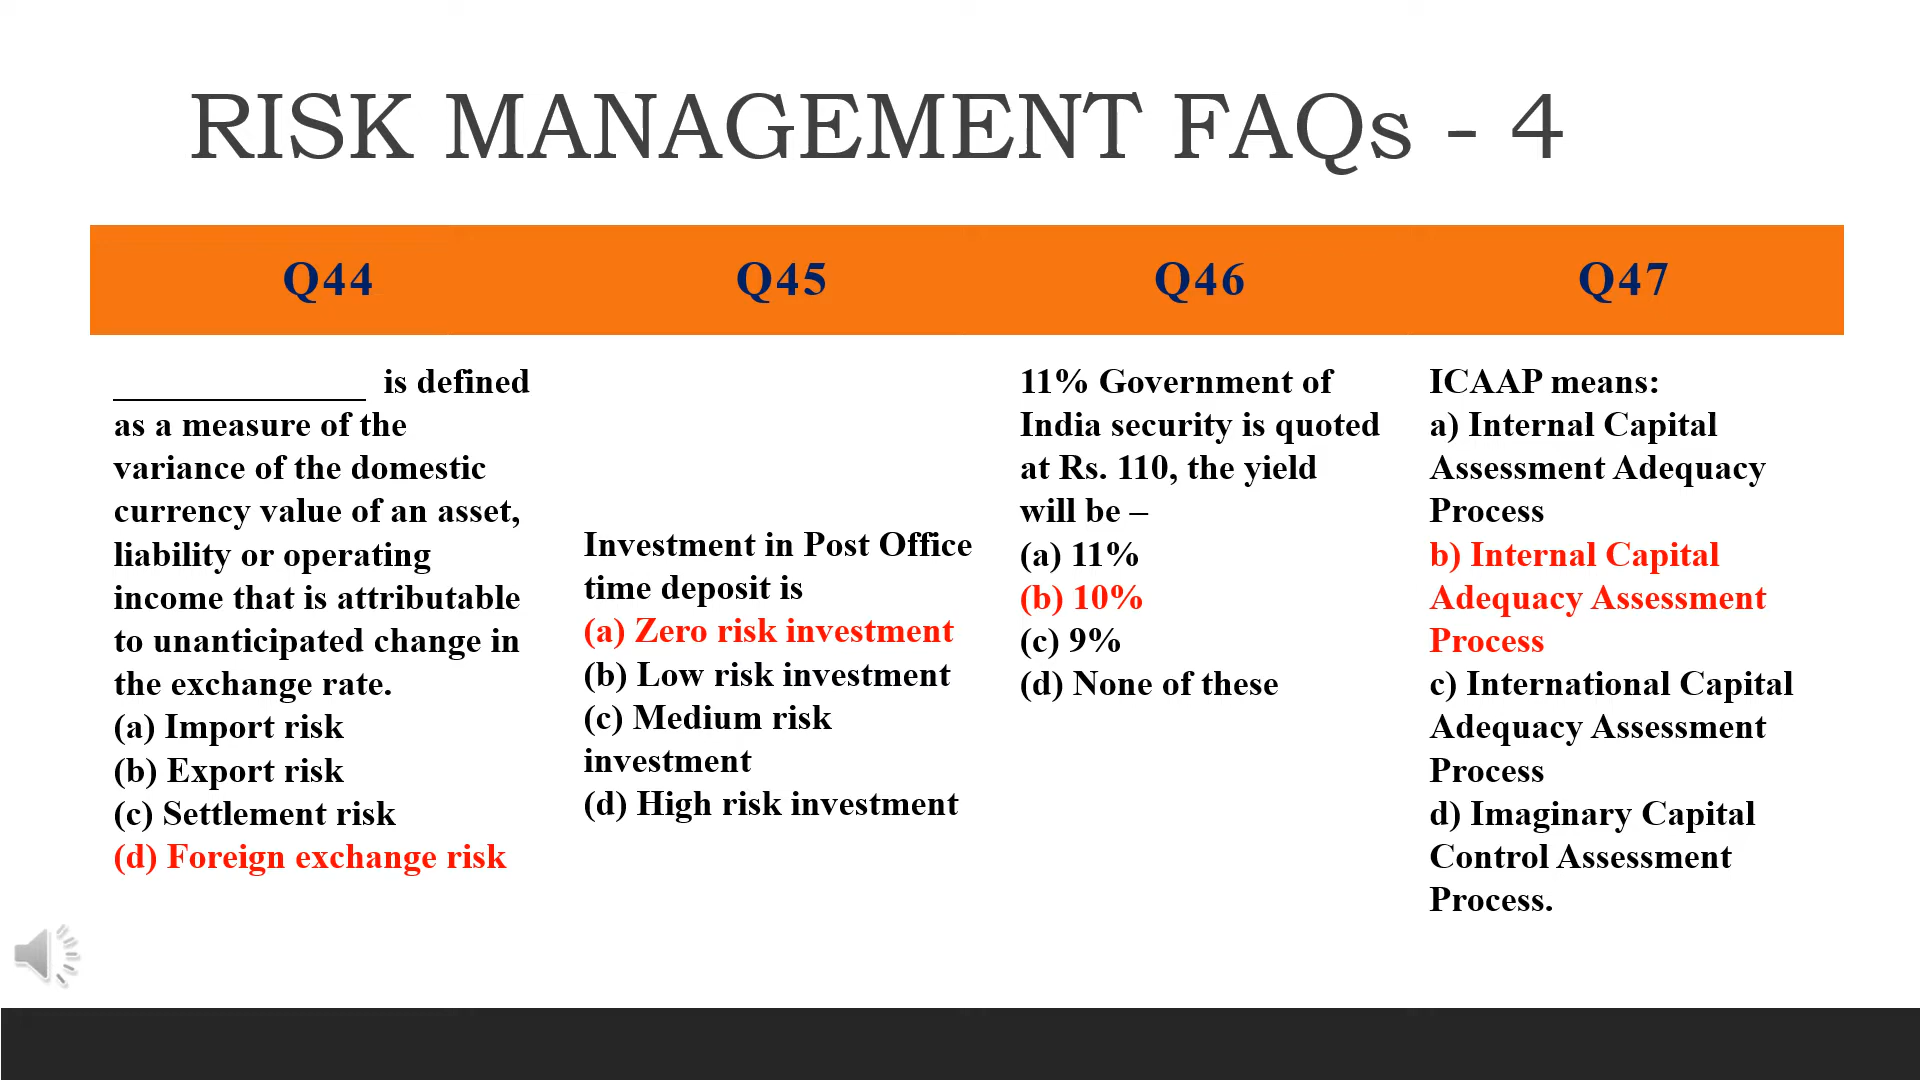 RISK MANAGEMENT FAQs - 4
Q44
Q45
Q46
Q47
______________ is defined
as a measure of the
variance of the domestic
currency value of an asset,
liability or operating
income that is attributable
to unanticipated change in
the exchange rate.
(a) Import risk
(b) Export risk
(c) Settlement risk
(d) Foreign exchange risk
Investment in Post Office
time deposit is
(a) Zero risk investment
(b) Low risk investment
(c) Medium risk
investment
(d) High risk investment
11% Government of
India security is quoted
at Rs. 110, the yield
will be –
(a) 11%
(b) 10%
(c) 9%
(d) None of these
ICAAP means:
a) Internal Capital
Assessment Adequacy
Process
b) Internal Capital
Adequacy Assessment
Process
c) International Capital
Adequacy Assessment
Process
d) Imaginary Capital
Control Assessment
Process.